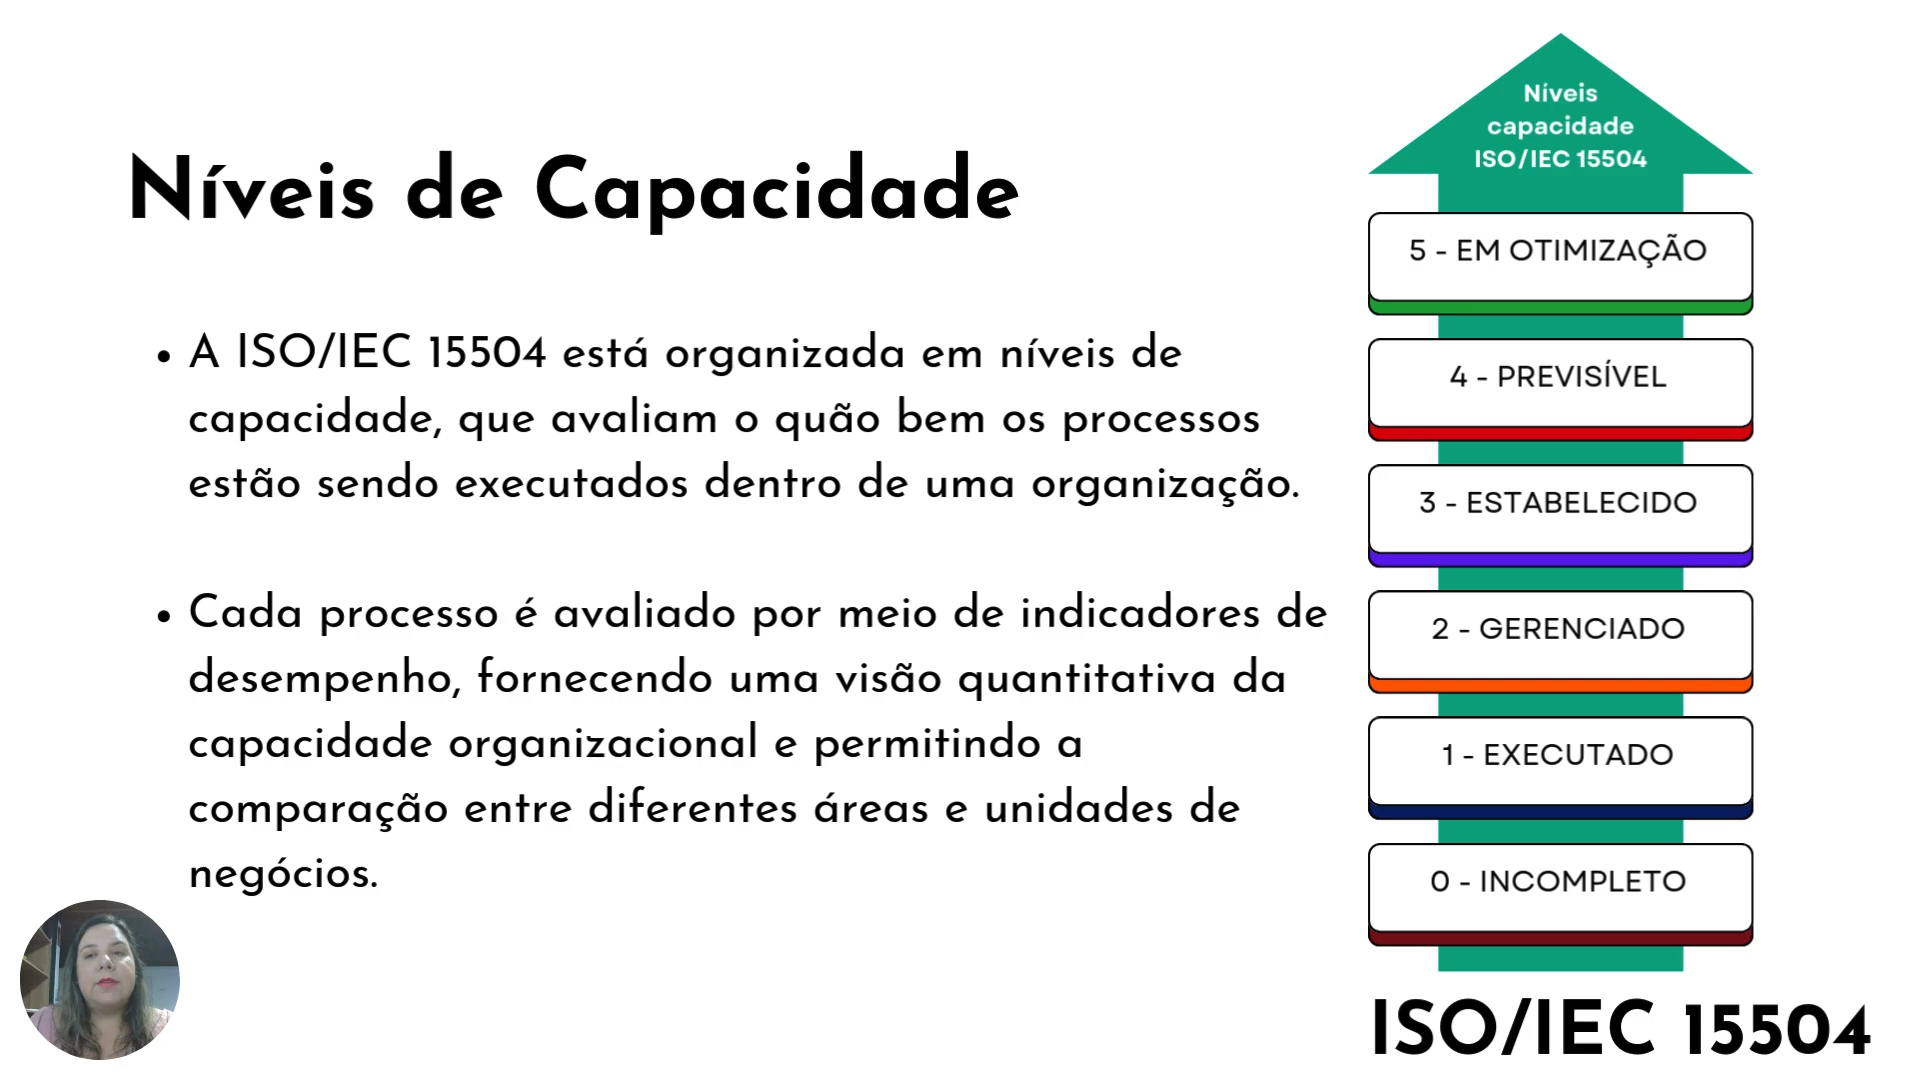 Níveis de Capacidade
• A ISO/IEC 15504 está organizada em níveis de
capacidade, que avaliam o quão bem os processos
estão sendo executados dentro de uma organização.
• Cada processo é avaliado por meio de indicadores de
desempenho, fornecendo uma visão quantitativa da
capacidade organizacional e permitindo a
comparação entre diferentes áreas e unidades de
negócios.
Níveis
capacidade
ISO/IEC 15504
5 - EM OTIMIZAÇÃO
4 - PREVISÍVEL
3 - ESTABELECIDO
2 - GERENCIADO
1 - EXECUTADO
0 - INCOMPLETO
ISO/IEC 15504